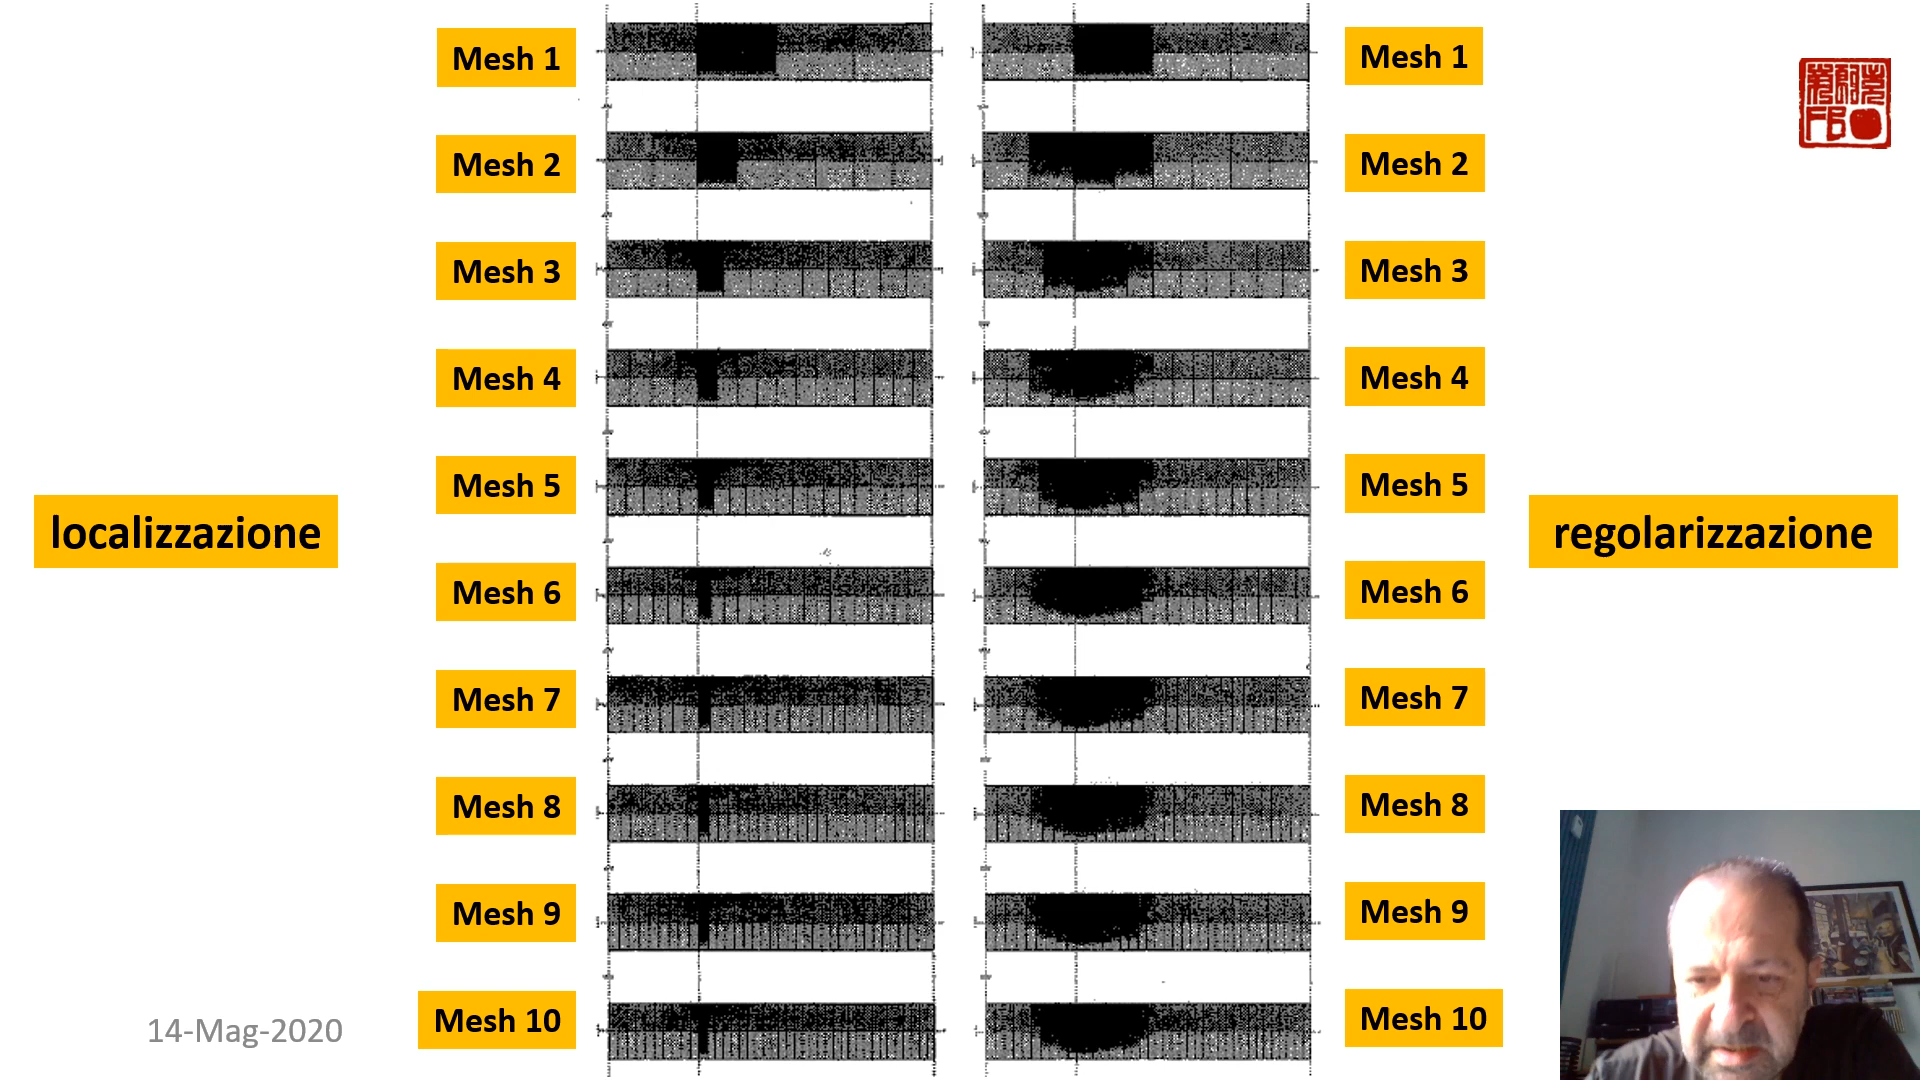 Mesh 1
Mesh 1
Mesh 2
Mesh 2
Mesh 3
Mesh 3
Mesh 4
Mesh 4
Mesh 5
Mesh 5
localizzazione
regolarizzazione
Mesh 6
Mesh 6
Mesh 7
Mesh 7
Mesh 8
Mesh 8
Mesh 9
Mesh 9
Mesh 10
Mesh 10
14-Mag-2020
FB